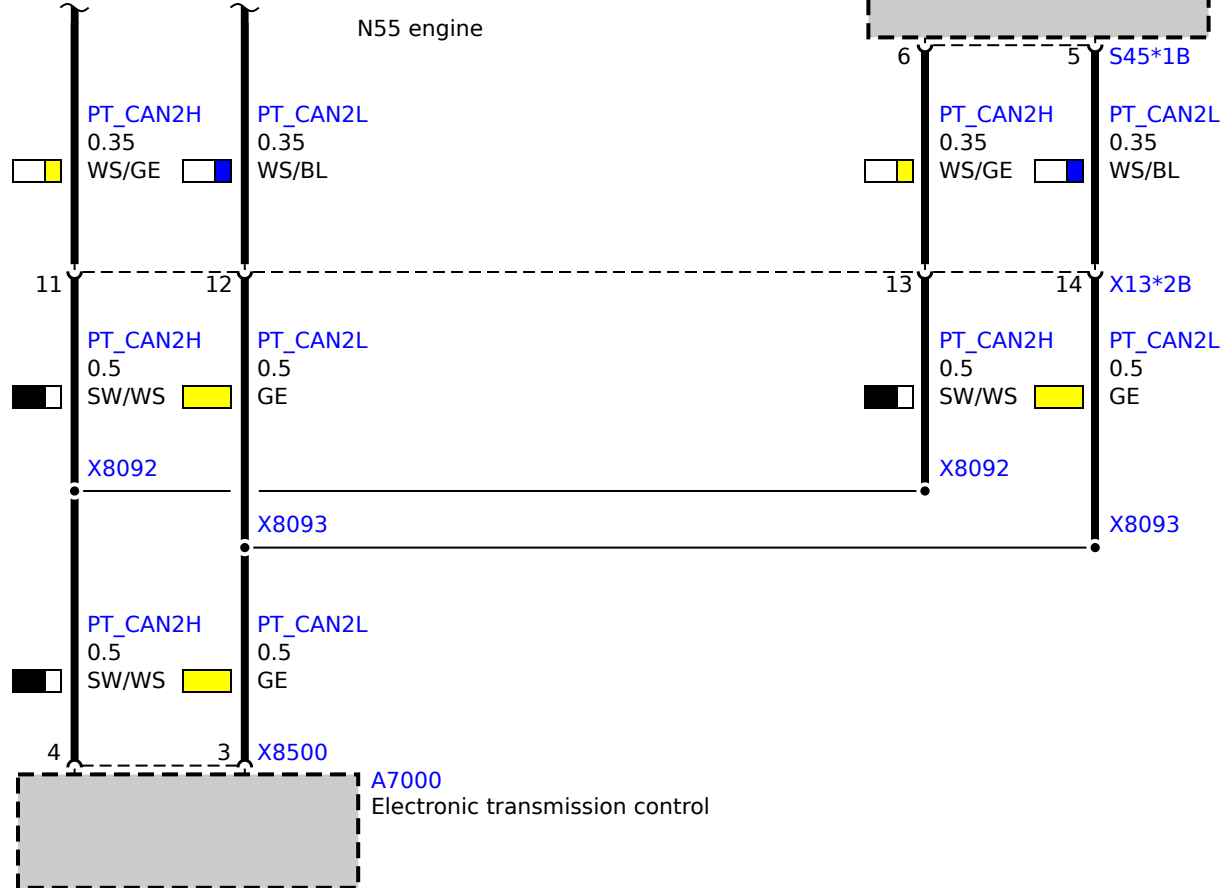 N55 engine
6 5 S45*1B
PT_CAN2H PT_CAN2L PT_CAN2H PT_CAN2L
0.35 0.35 0.35 0.35
WS/GE WS/BL WS/GE WS/BL
11 12 13 14 X13*2B
PT_CAN2H PT_CAN2L PT_CAN2H PT_CAN2L
0.5 0.5 0.5 0.5
SW/WS GE SW/WS GE
X8092 X8092
X8093 X8093
PT_CAN2H PT_CAN2L
0.5 0.5
SW/WS GE
4 3 X8500
A7000
Electronic transmission control